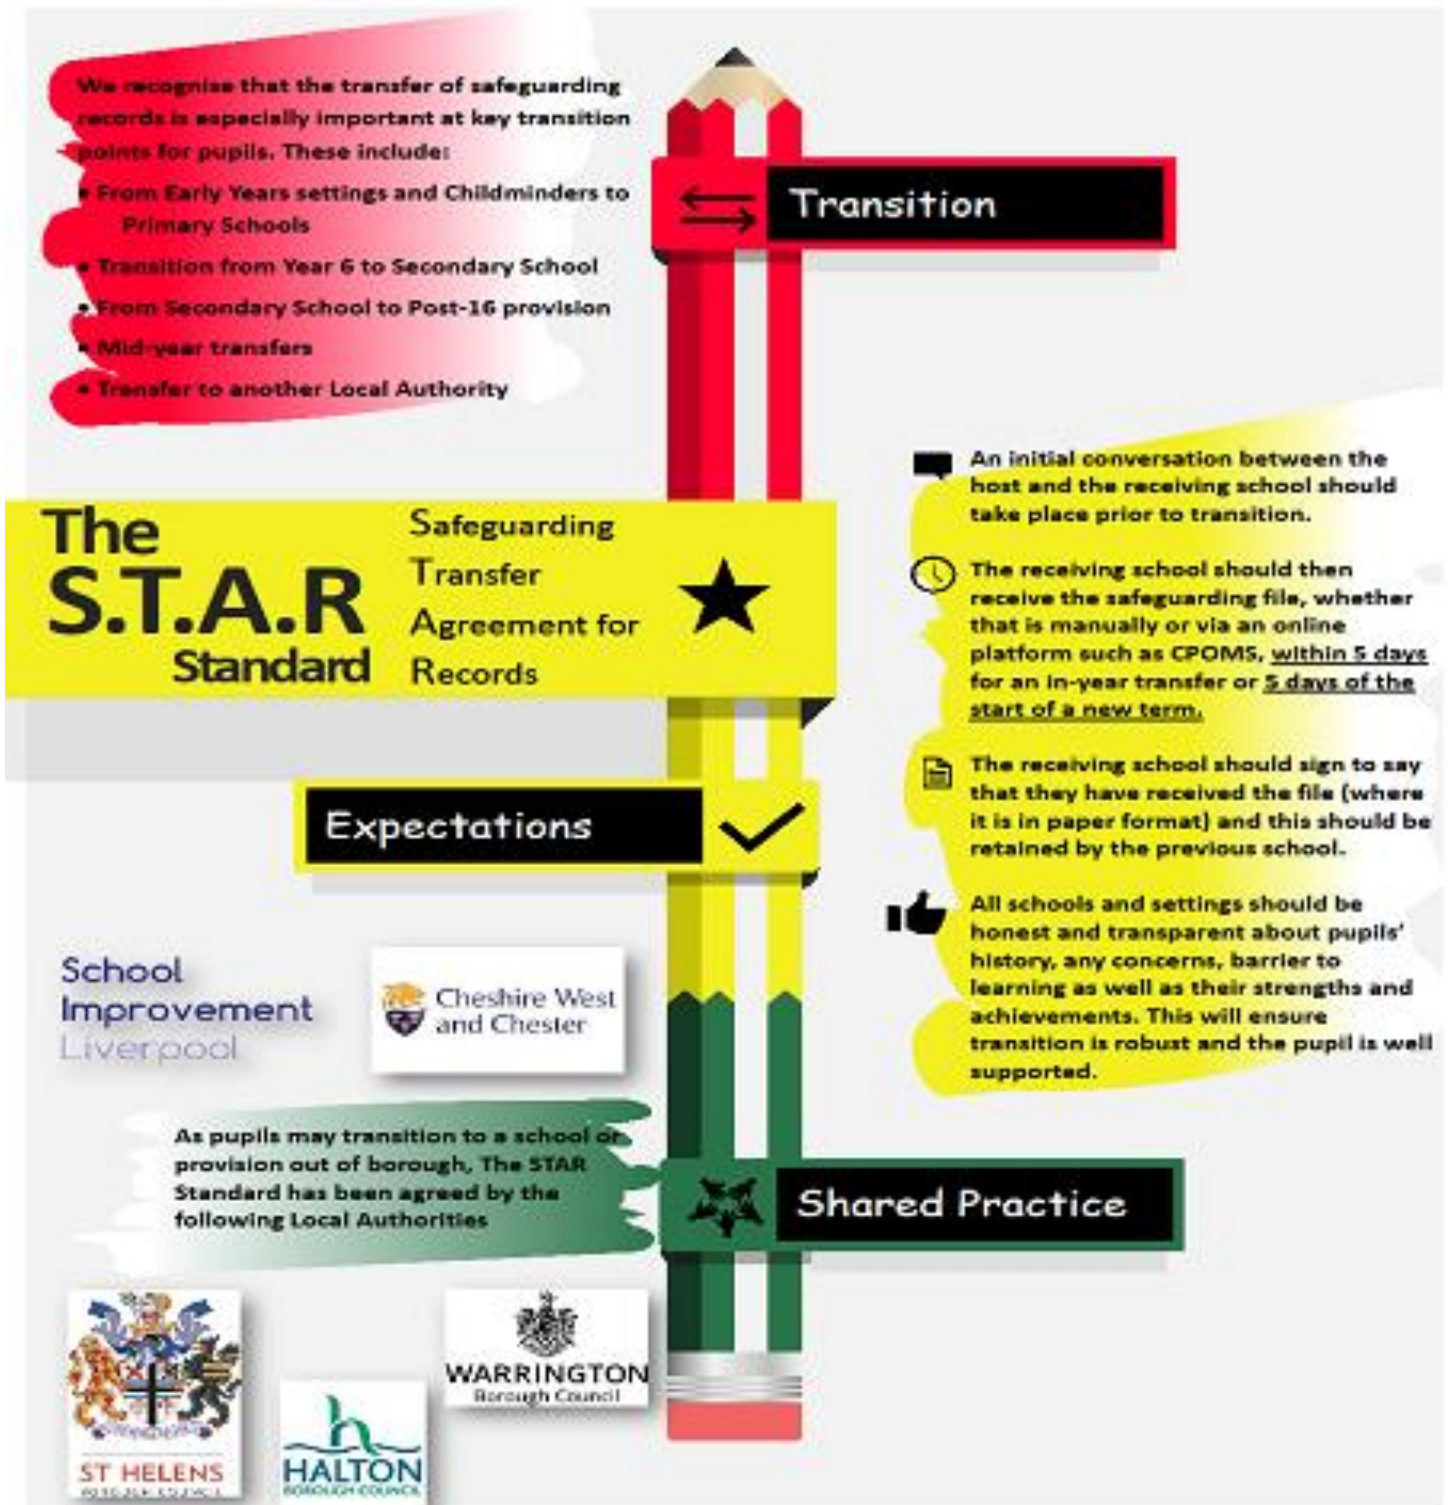 We recognise that the transfer of safeguarding
records is especially important at key transition
points for pupils. These include:
• From Early Years settings and Childminders to
Primary Schools
• Transition from Year 6 to Secondary School
• From Secondary School to Post-16 provision
• Mid-year transfers
• Transfer to another Local Authority
Transition
The
S.T.A.R
Standard
Safeguarding
Transfer
Agreement for
Records
An initial conversation between the
host and the receiving school should
take place prior to transition.
The receiving school should then
receive the safeguarding file, whether
that is manually or via an online
platform such as CPOMS, within 5 days
for an in-year transfer or 5 days of the
start of a new term.
The receiving school should sign to say
that they have received the file (where
it is in paper format) and this should be
retained by the previous school.
All schools and settings should be
honest and transparent about pupils'
history, any concerns, barrier to
learning as well as their strengths and
achievements. This will ensure
transition is robust and the pupil is well
supported.
Expectations
School
Improvement
Liverpool
Cheshire West
and Chester
As pupils may transition to a school or
provision out of borough, The STAR
Standard has been agreed by the
following Local Authorities
Shared Practice
WARRINGTON
Borough Council
ST HELENS
BOROUGH COUNCIL
HALTON
BOROUGH COUNCIL